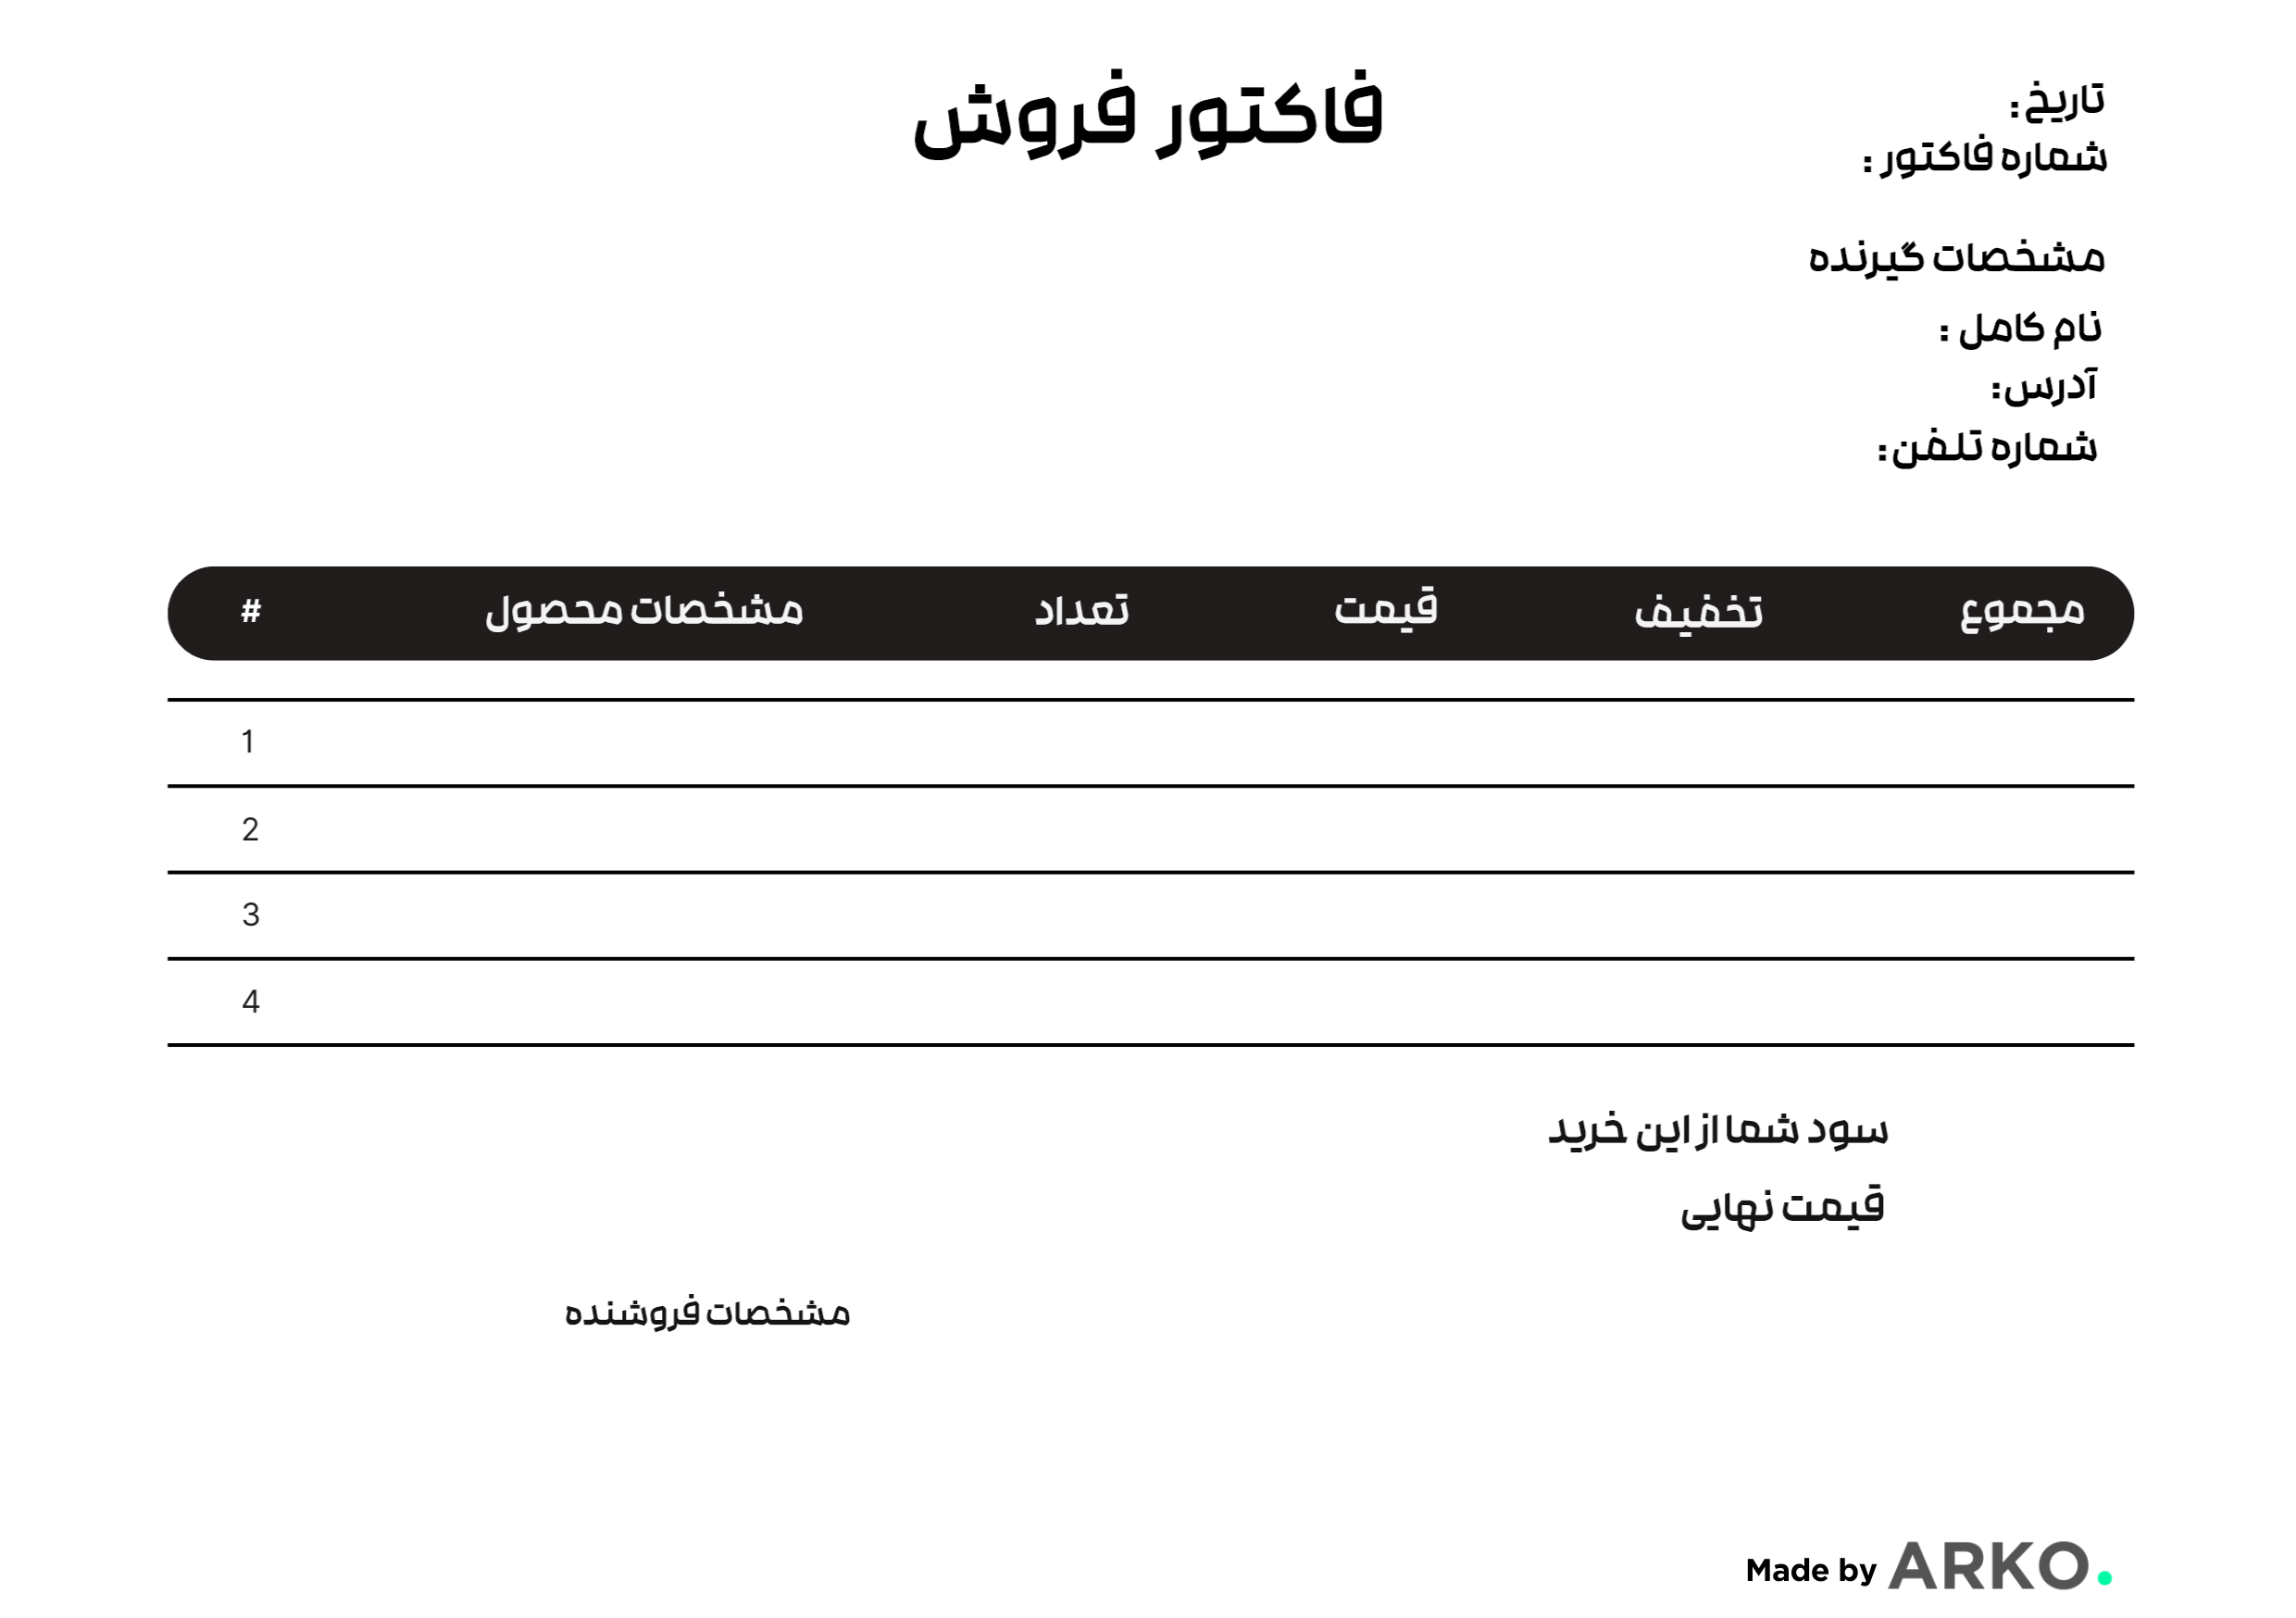 فاکتور فروش
تاریخ:
شماره فاکتور :
مشخصات گیرنده
نام کامل :
آدرس:
شماره تلفن:
# مشخصات محصول تعداد قیمت تخفیف مجموع
1
2
3
4
سود شما از این خرید
قیمت نهایی
مشخصات فروشنده
Made by ARKO.